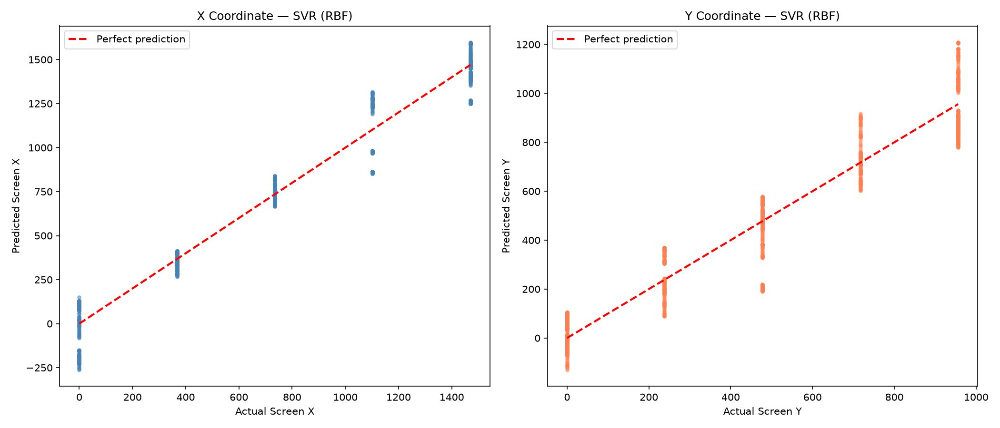 X Coordinate — SVR (RBF)
Perfect prediction
1500
1250
1000
750
500
250
0
−250
Predicted Screen X
0 200 400 600 800 1000 1200 1400
Actual Screen X
Y Coordinate — SVR (RBF)
Perfect prediction
1200
1000
800
600
400
200
0
Predicted Screen Y
0 200 400 600 800 1000
Actual Screen Y